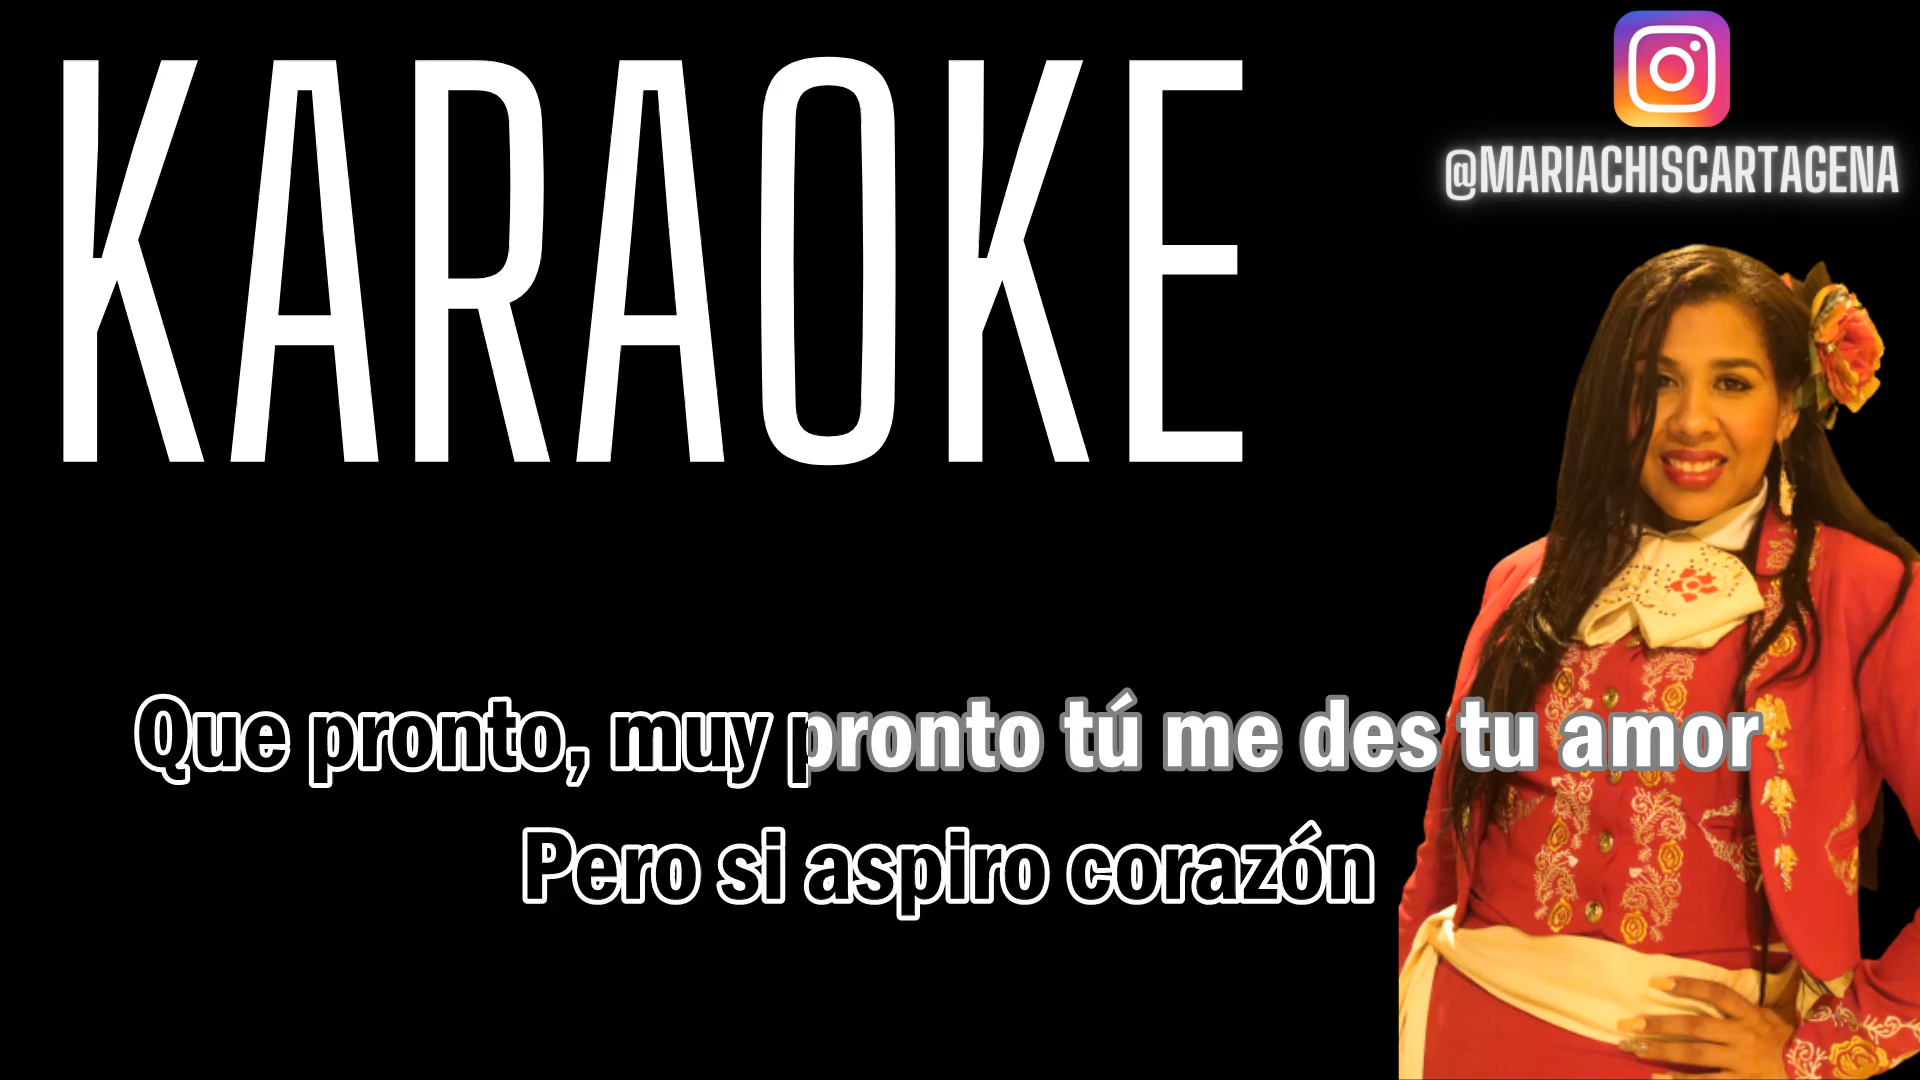 KARAOKE
@MARIACHISCARTAGENA
Que pronto, muy pronto tú me des tu amor
Pero si aspiro corazón